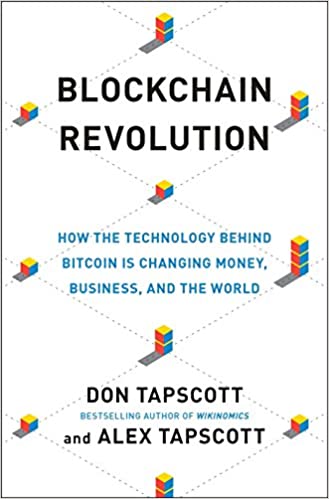 BLOCKCHAIN
REVOLUTION
HOW THE TECHNOLOGY BEHIND
BITCOIN IS CHANGING MONEY,
BUSINESS, AND THE WORLD
DON TAPSCOTT
BESTSELLING AUTHOR OF WIKINOMICS
and ALEX TAPSCOTT